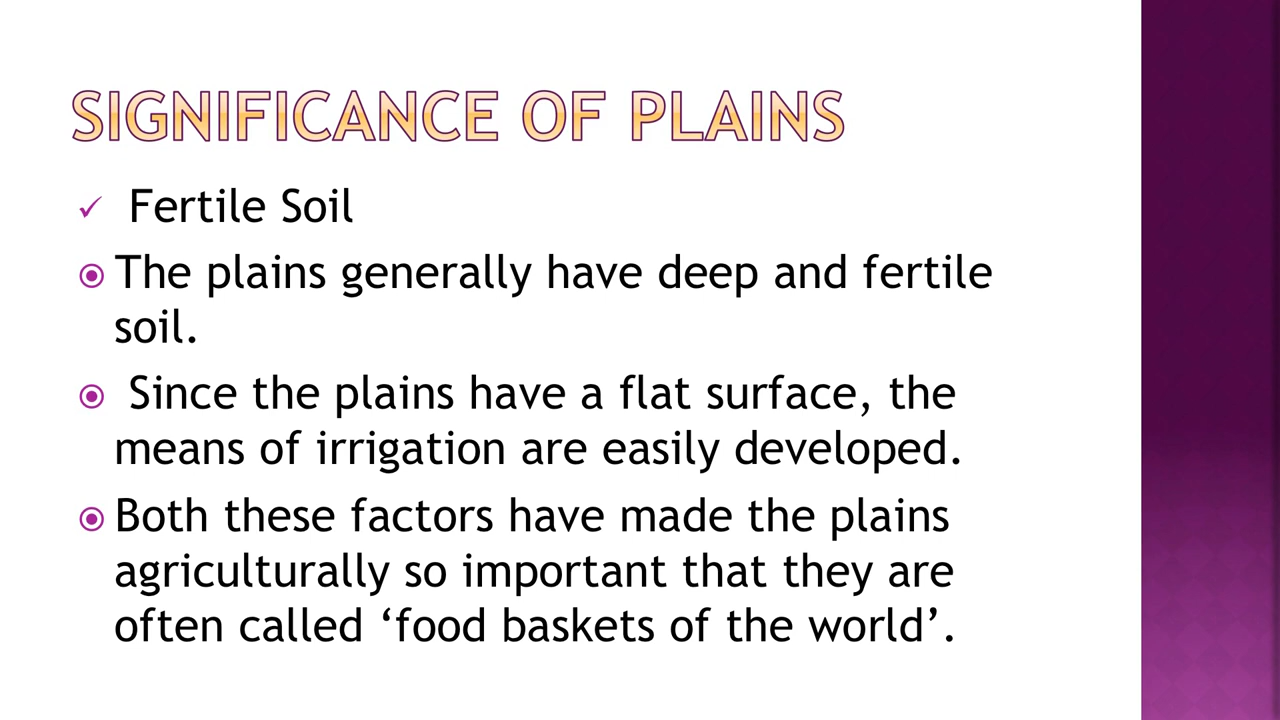 SIGNIFICANCE OF PLAINS
✓ Fertile Soil
The plains generally have deep and fertile
soil.
Since the plains have a flat surface, the
means of irrigation are easily developed.
Both these factors have made the plains
agriculturally so important that they are
often called ‘food baskets of the world’.